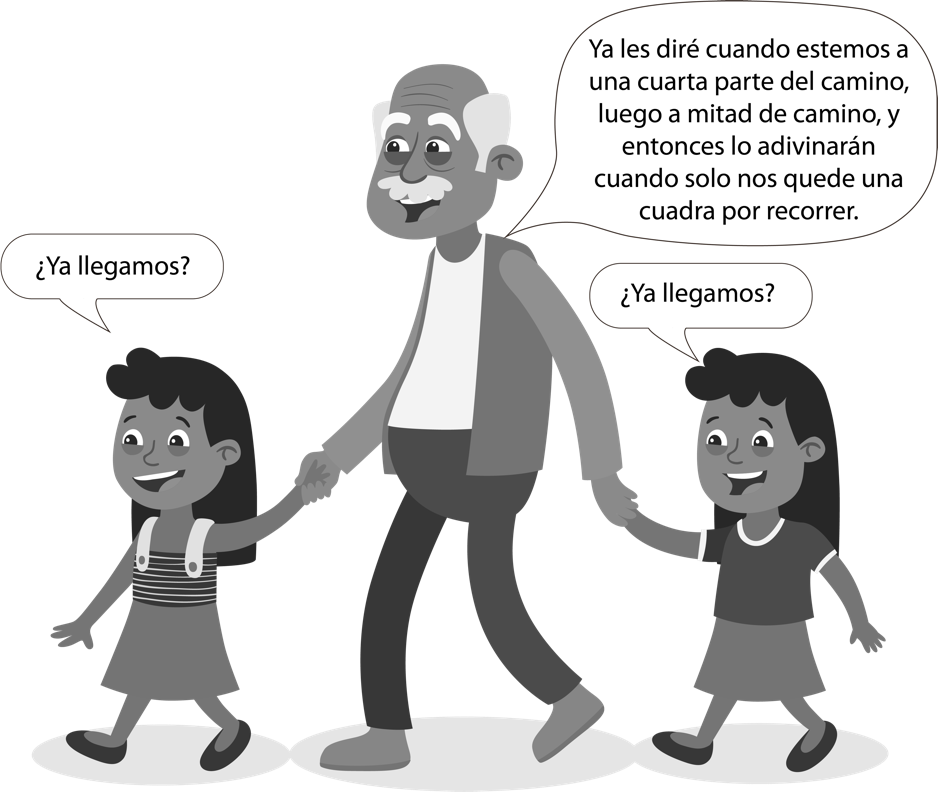 Ya les diré cuando estemos a
una cuarta parte del camino,
luego a mitad de camino, y
entonces lo adivinarán
cuando solo nos quede una
cuadra por recorrer.
¿Ya llegamos?
¿Ya llegamos?